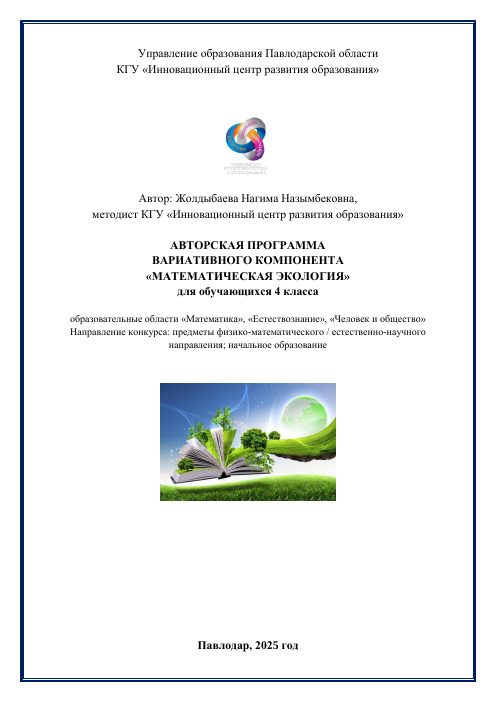 Управление образования Павлодарской области
КГУ «Инновационный центр развития образования»
Автор: Жолдыбаева Нагима Назымбековна,
методист КГУ «Инновационный центр развития образования»
АВТОРСКАЯ ПРОГРАММА
ВАРИАТИВНОГО КОМПОНЕНТА
«МАТЕМАТИЧЕСКАЯ ЭКОЛОГИЯ»
для обучающихся 4 класса
образовательные области «Математика», «Естествознание», «Человек и общество»
Направление конкурса: предметы физико-математического / естественно-научного
направления; начальное образование
Павлодар, 2025 год